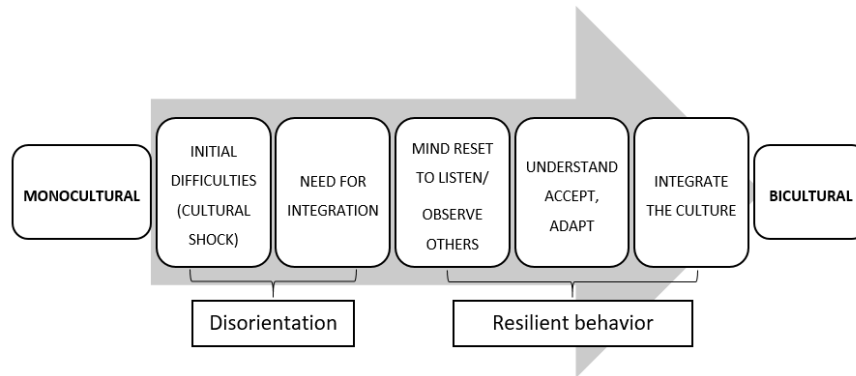 MONOCULTURAL
INITIAL
DIFFICULTIES
(CULTURAL
SHOCK)
NEED FOR
INTEGRATION
MIND RESET
TO LISTEN/
OBSERVE
OTHERS
UNDERSTAND
ACCEPT,
ADAPT
INTEGRATE
THE CULTURE
BICULTURAL
Disorientation
Resilient behavior